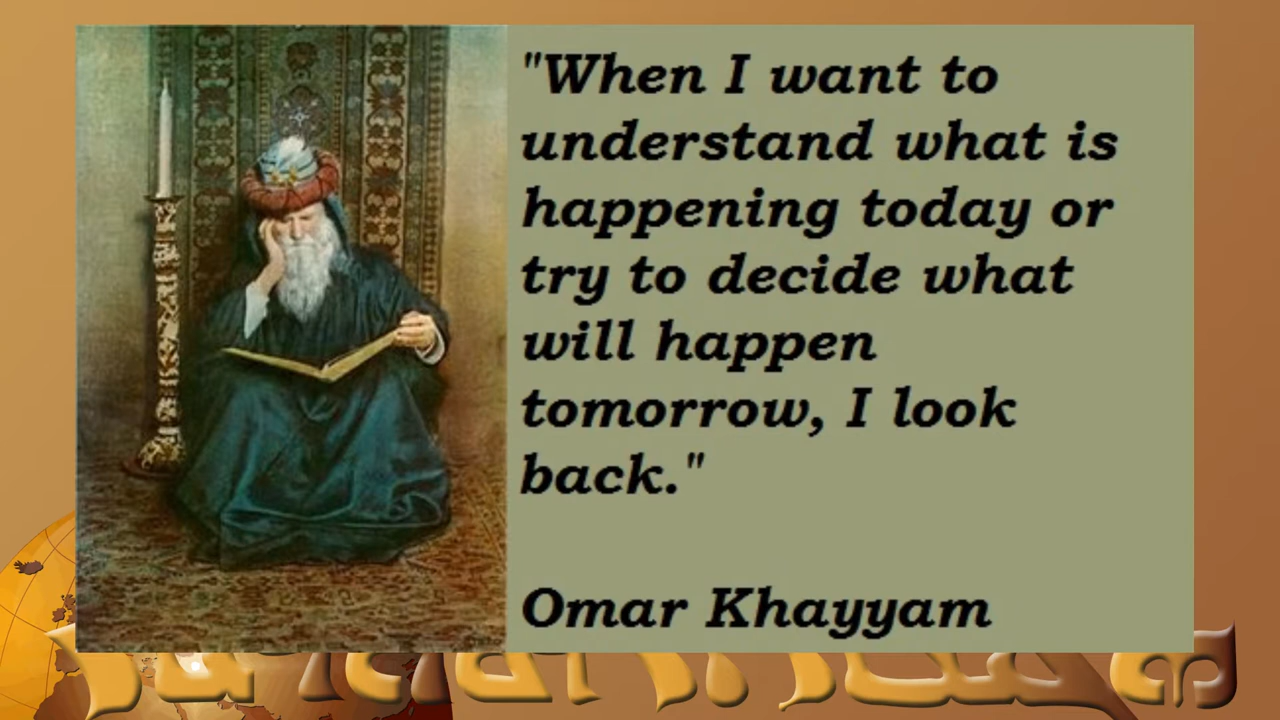 "When I want to
understand what is
happening today or
try to decide what
will happen
tomorrow, I look
back."
Omar Khayyam